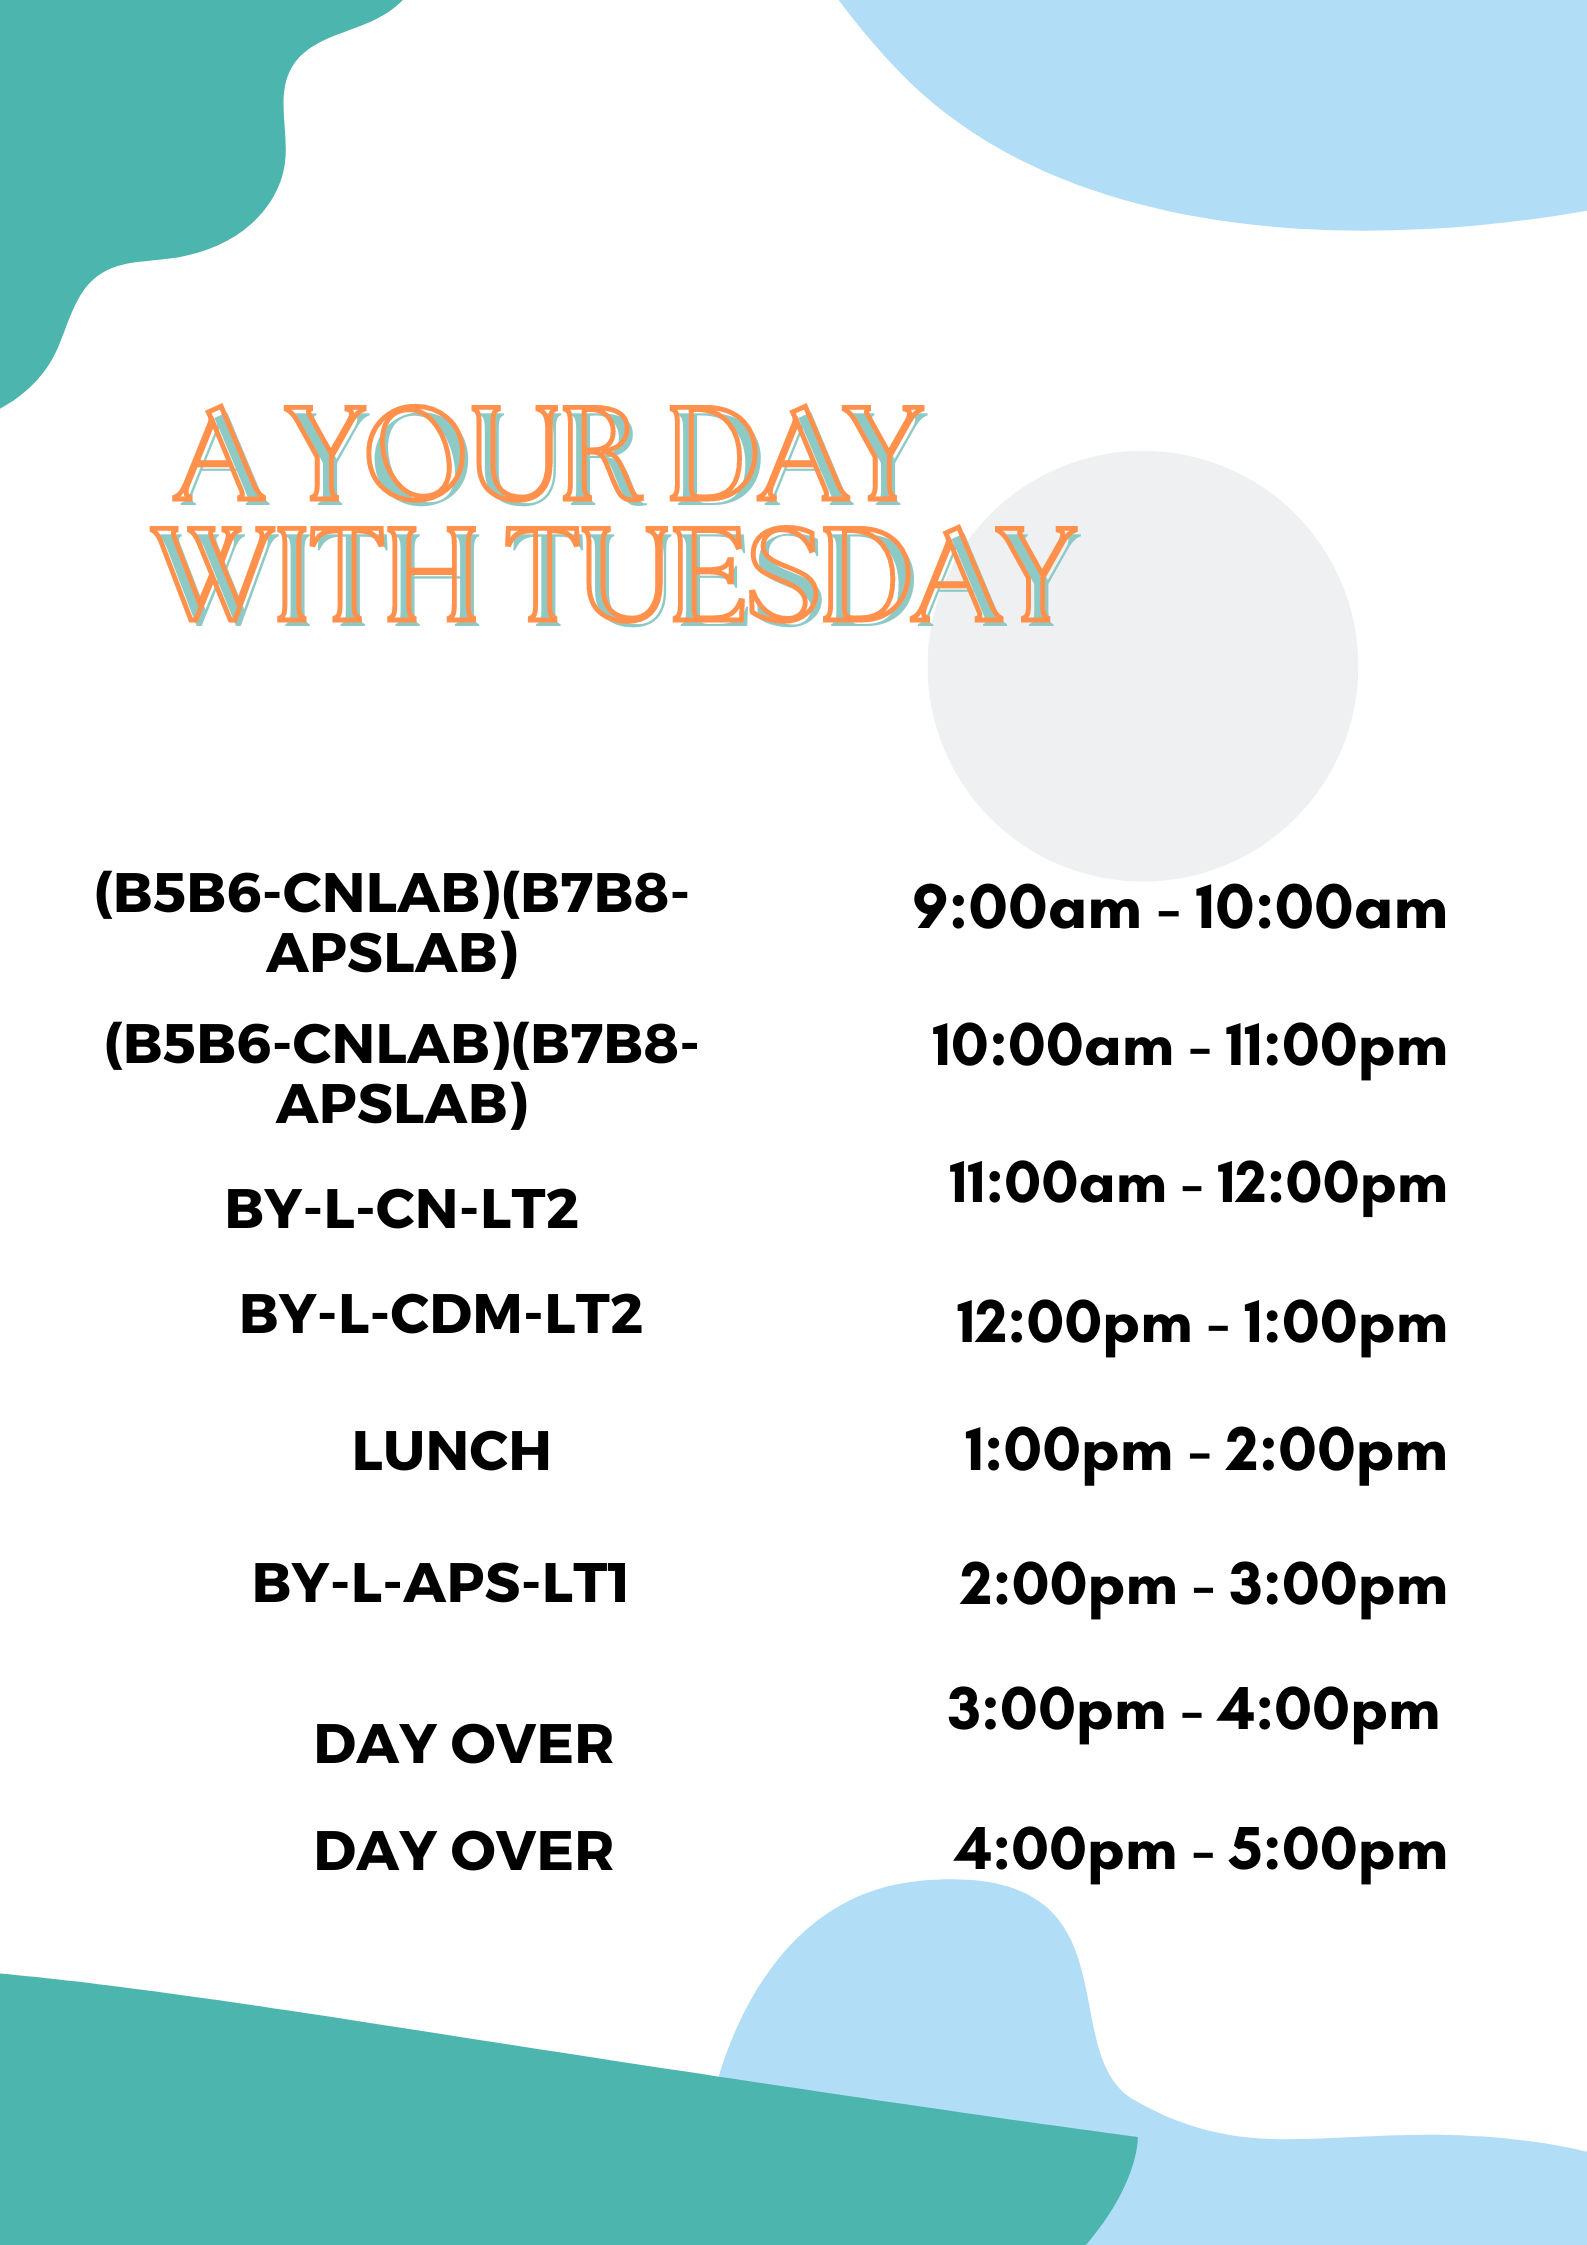 A YOUR DAY
WITH TUESDAY
(B5B6-CNLAB)(B7B8-
APSLAB)
9:00am - 10:00am
(B5B6-CNLAB)(B7B8-
APSLAB)
10:00am - 11:00pm
BY-L-CN-LT2
11:00am - 12:00pm
BY-L-CDM-LT2
12:00pm - 1:00pm
LUNCH
1:00pm - 2:00pm
BY-L-APS-LT1
2:00pm - 3:00pm
DAY OVER
3:00pm - 4:00pm
DAY OVER
4:00pm - 5:00pm